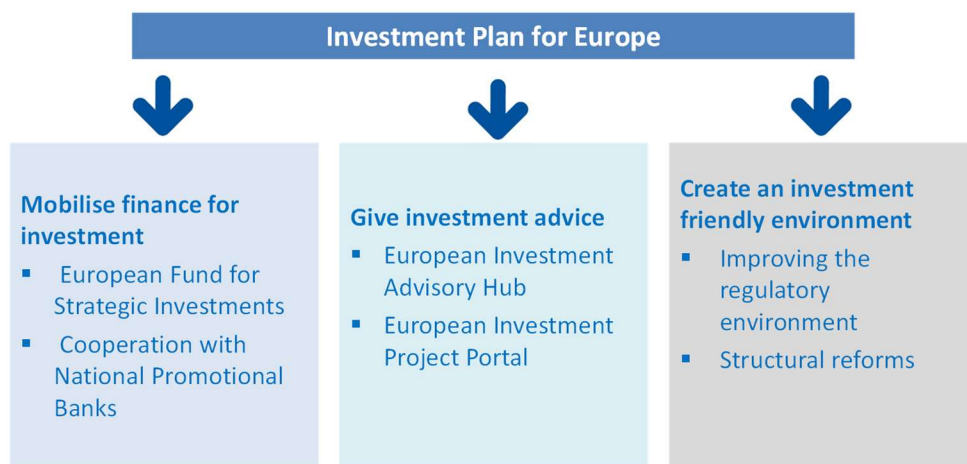 Investment Plan for Europe
Mobilise finance for
investment
▪ European Fund for
Strategic Investments
▪ Cooperation with
National Promotional
Banks
Give investment advice
▪ European Investment
Advisory Hub
▪ European Investment
Project Portal
Create an investment
friendly environment
▪ Improving the
regulatory
environment
▪ Structural reforms